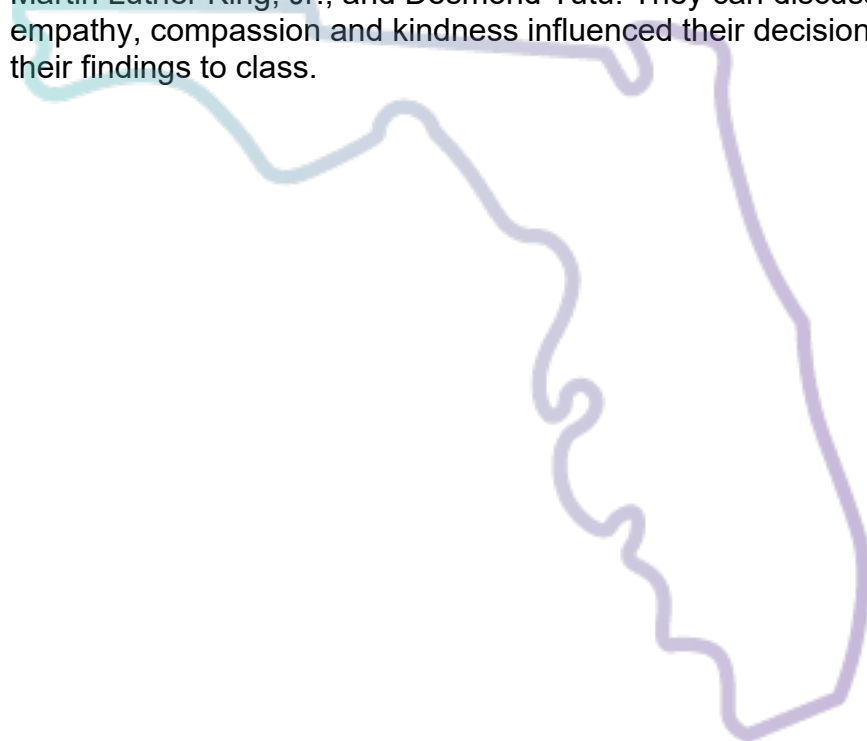 Martin Luther King, Jr., and Desmond Tutu. They can discuss
empathy, compassion and kindness influenced their decision
their findings to class.